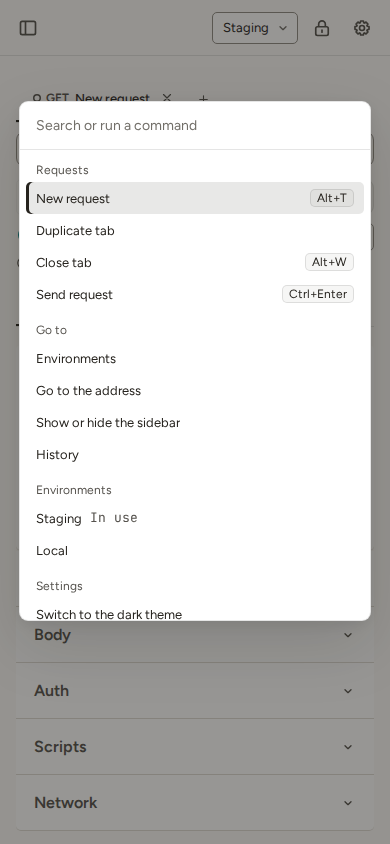 Staging
GET New request
Search or run a command
Requests
New request Alt+T
Duplicate tab
Close tab Alt+W
Send request Ctrl+Enter
Go to
Environments
Go to the address
Show or hide the sidebar
History
Environments
Staging In use
Local
Settings
Switch to the dark theme
Body
Auth
Scripts
Network